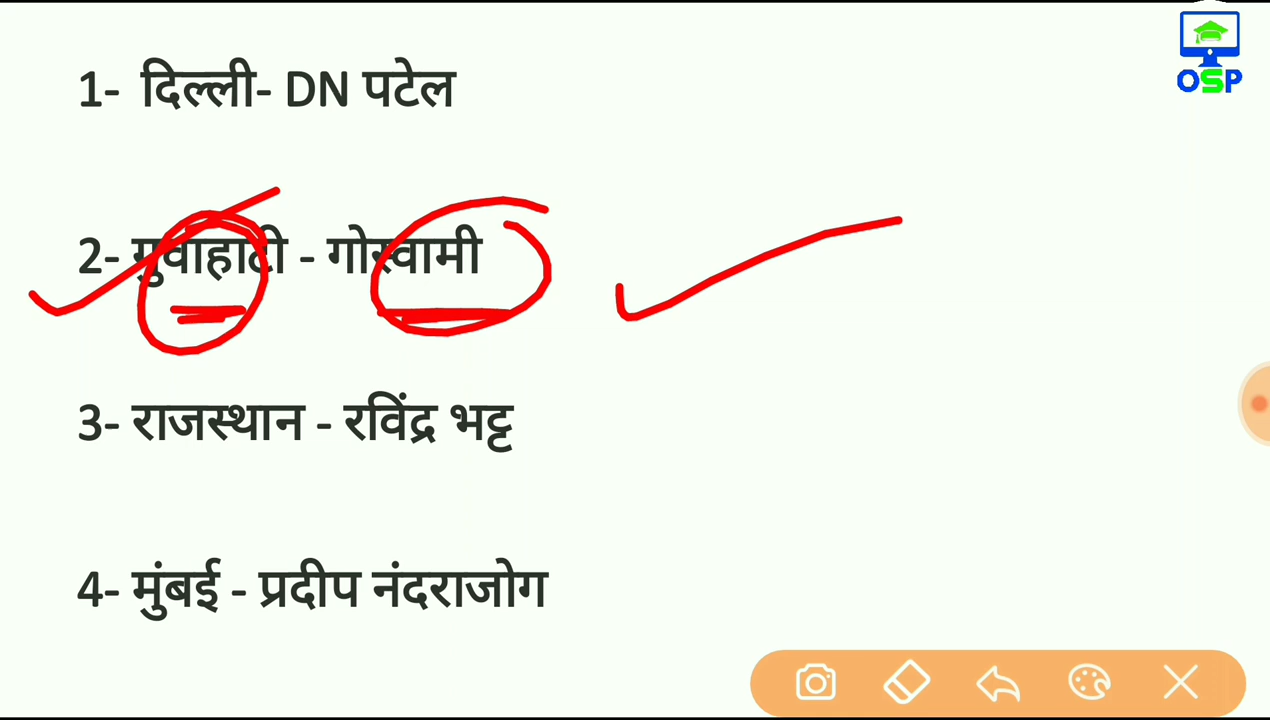 OSP
1- दिल्ली- DN पटेल
2- गुवाहाटी - गोस्वामी
3- राजस्थान - रविंद्र भट्ट
4- मुंबई - प्रदीप नंदराजोग